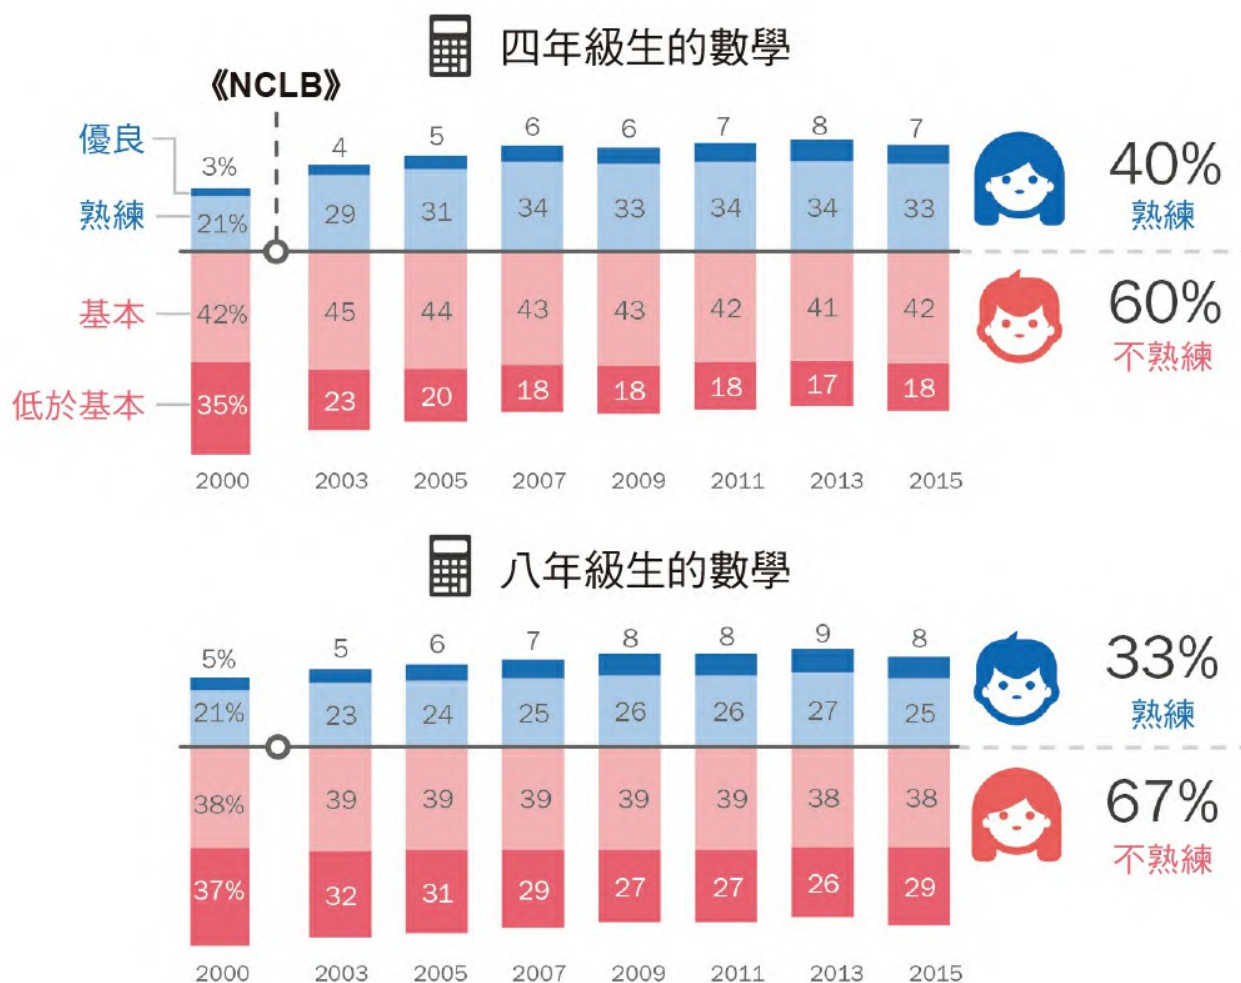 四年級生的數學
《NCLB》
優良
3% 4 5 6 6 7 8 7
熟練
21% 29 31 34 33 34 34 33
40%
熟練
基本
42% 45 44 43 43 42 41 42
60%
不熟練
低於基本
35% 23 20 18 18 18 17 18
2000 2003 2005 2007 2009 2011 2013 2015
八年級生的數學
5% 5 6 7 8 8 9 8
21% 23 24 25 26 26 27 25
33%
熟練
38% 39 39 39 39 39 38 38
67%
不熟練
37% 32 31 29 27 27 26 29
2000 2003 2005 2007 2009 2011 2013 2015